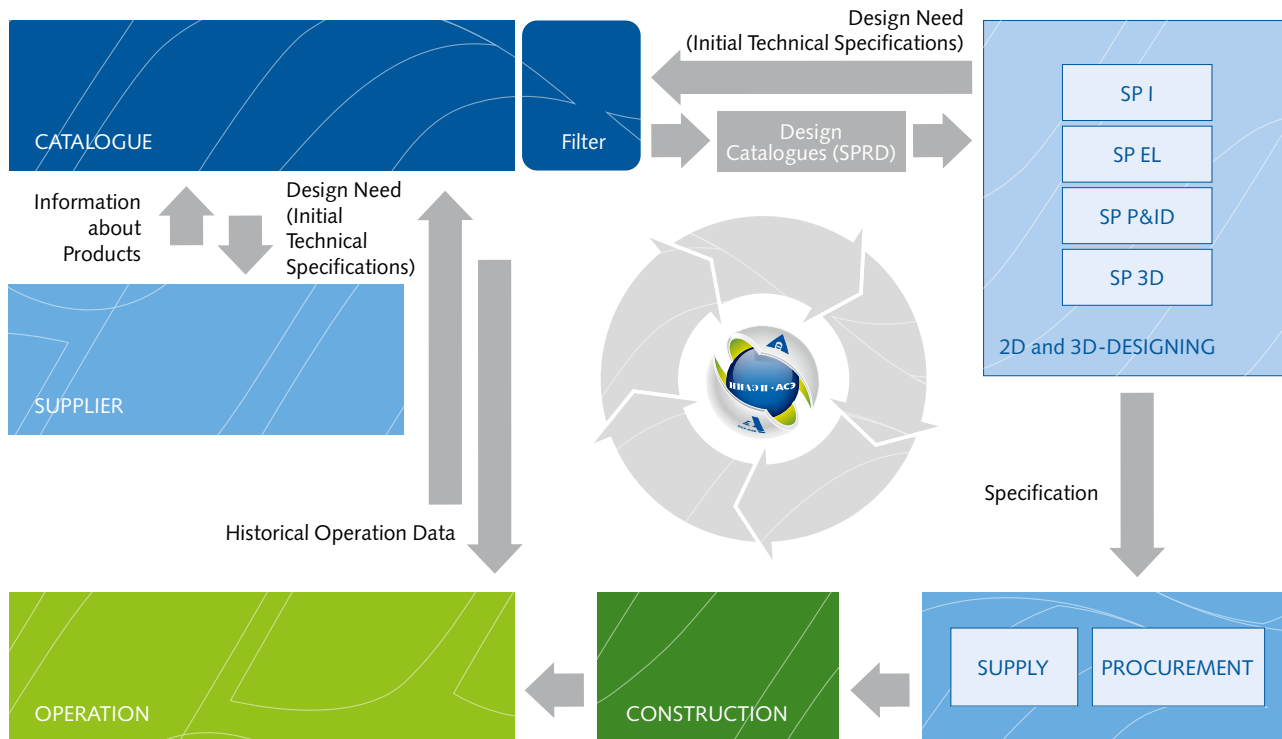 Design Need
(Initial Technical Specifications)
CATALOGUE
Filter
Design
Catalogues (SPRD)
SP I
SP EL
SP P&ID
SP 3D
2D and 3D-DESIGNING
Information
about
Products
Design Need
(Initial
Technical
Specifications)
SUPPLIER
НИАЭП·АСЭ
Specification
Historical Operation Data
OPERATION
CONSTRUCTION
SUPPLY
PROCUREMENT